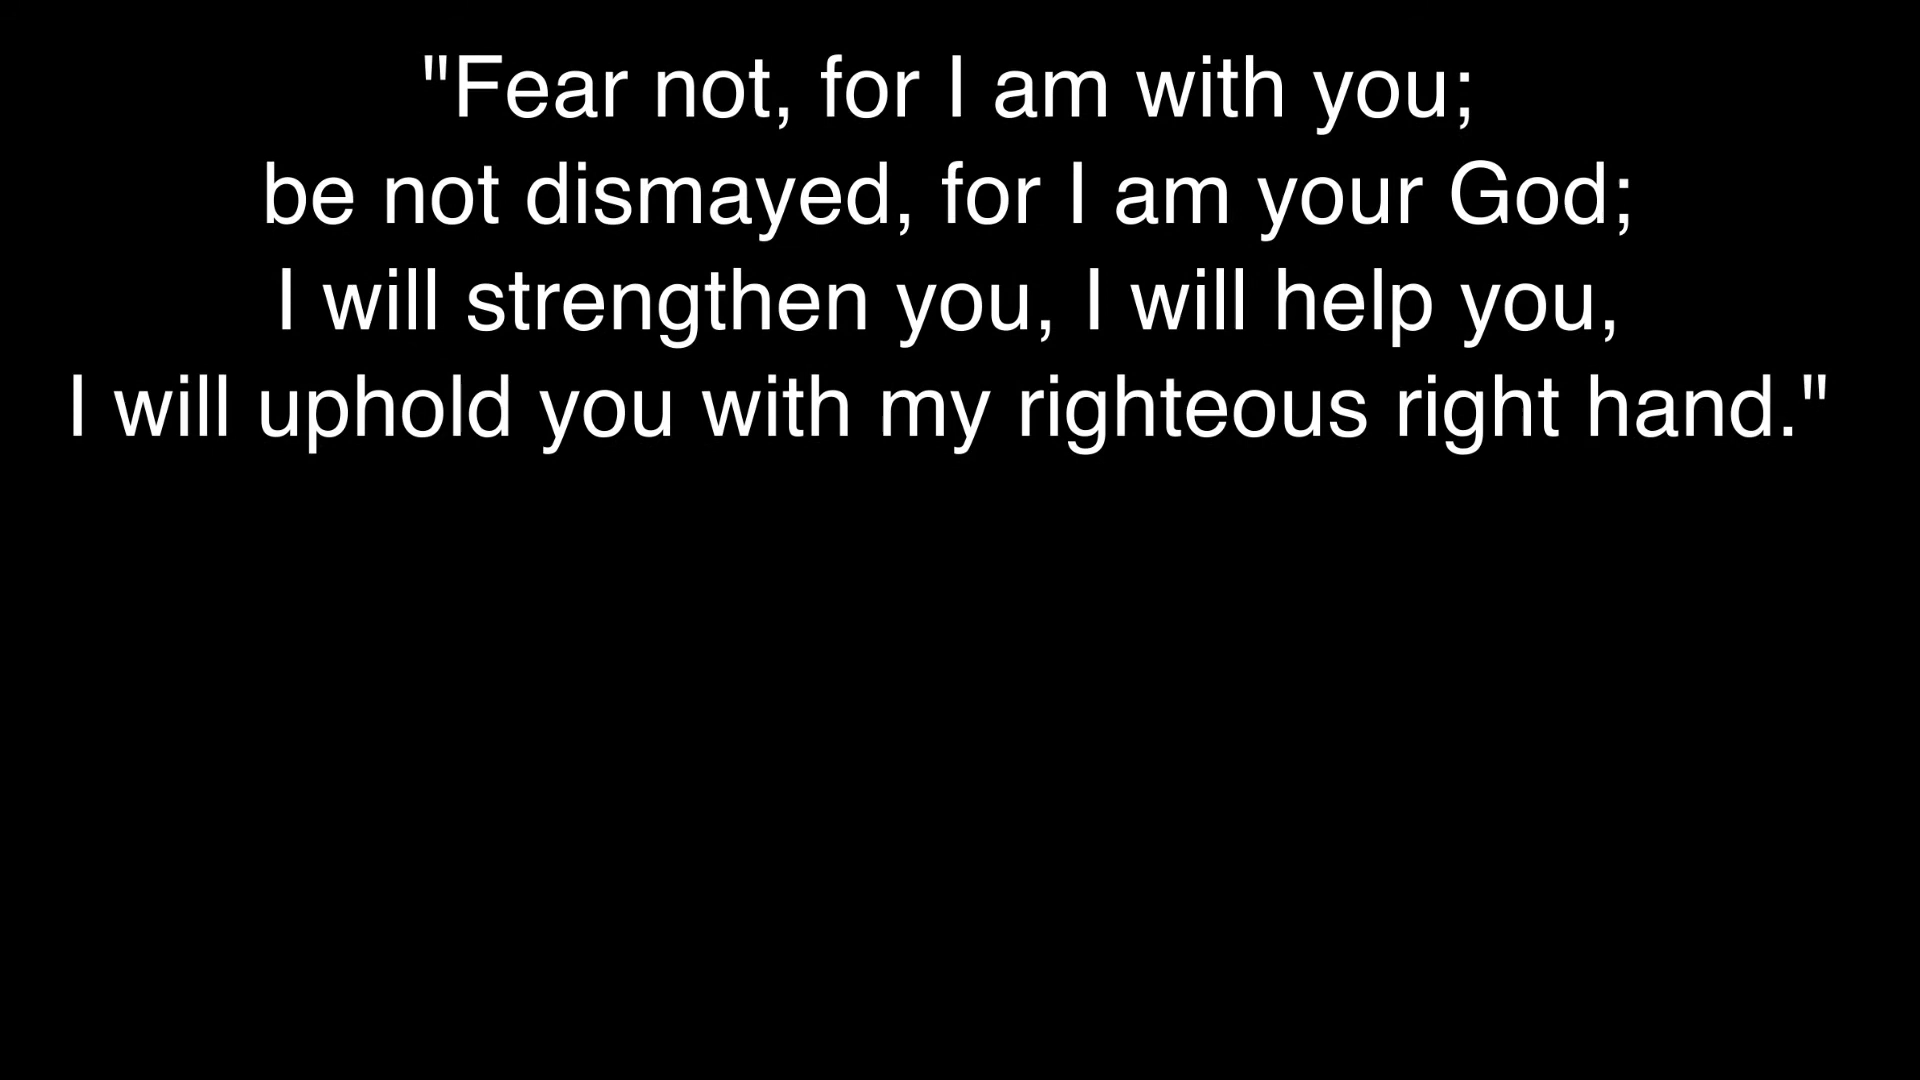 "Fear not, for I am with you;
be not dismayed, for I am your God;
I will strengthen you, I will help you,
I will uphold you with my righteous right hand."